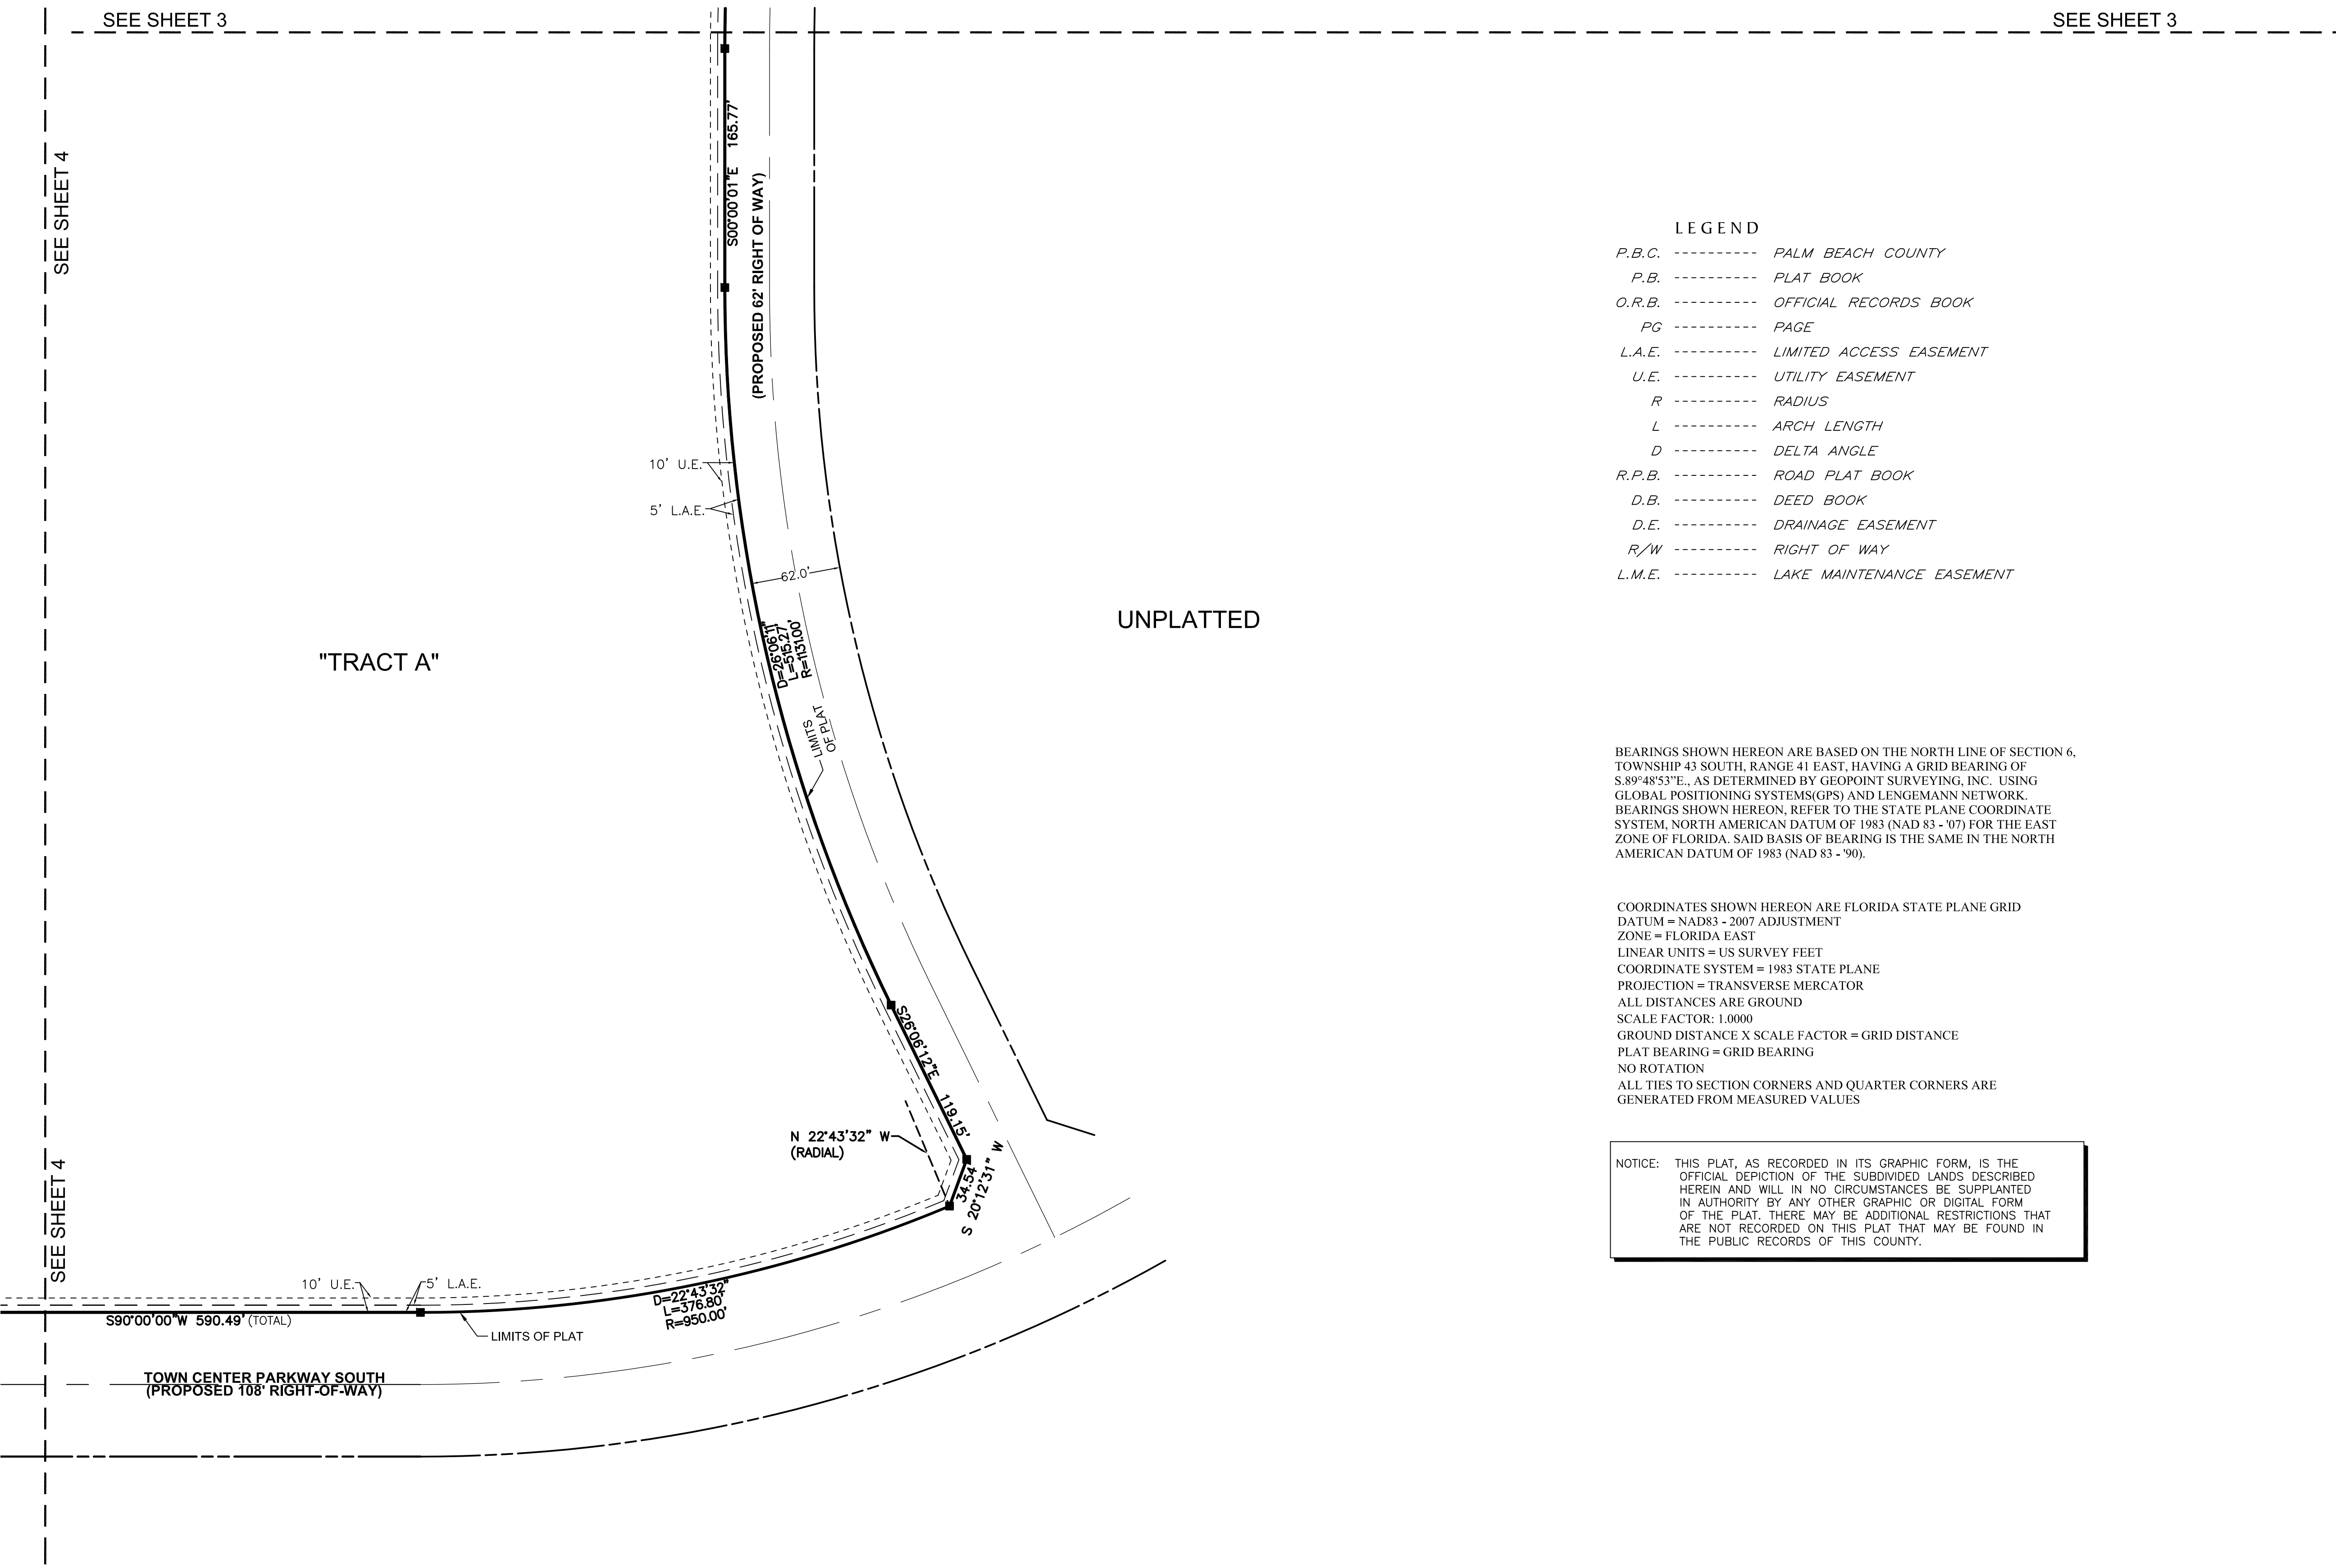 SEE SHEET 3
SEE SHEET 3
SEE SHEET 4
S00°00'01"E 165.77'
(PROPOSED 62' RIGHT OF WAY)
10' U.E.
5' L.A.E.
62.0'
D=26°06'11"
L=515.27'
R=1131.00'
LIMITS
OF PLAT
UNPLATTED
"TRACT A"
S26°06'12"E 119.15'
N 22°43'32" W
(RADIAL)
34.54'
S 20°12'31" W
SEE SHEET 4
10' U.E.
5' L.A.E.
S90°00'00"W 590.49' (TOTAL)
D=22°43'32"
L=376.80'
R=950.00'
LIMITS OF PLAT
TOWN CENTER PARKWAY SOUTH
(PROPOSED 108' RIGHT-OF-WAY)
LEGEND
P.B.C. ---------- PALM BEACH COUNTY
P.B. ---------- PLAT BOOK
O.R.B. ---------- OFFICIAL RECORDS BOOK
PG ---------- PAGE
L.A.E. ---------- LIMITED ACCESS EASEMENT
U.E. ---------- UTILITY EASEMENT
R ---------- RADIUS
L ---------- ARCH LENGTH
D ---------- DELTA ANGLE
R.P.B. ---------- ROAD PLAT BOOK
D.B. ---------- DEED BOOK
D.E. ---------- DRAINAGE EASEMENT
R/W ---------- RIGHT OF WAY
L.M.E. ---------- LAKE MAINTENANCE EASEMENT
BEARINGS SHOWN HEREON ARE BASED ON THE NORTH LINE OF SECTION 6,
TOWNSHIP 43 SOUTH, RANGE 41 EAST, HAVING A GRID BEARING OF
S.89°48'53"E., AS DETERMINED BY GEOPOINT SURVEYING, INC. USING
GLOBAL POSITIONING SYSTEMS(GPS) AND LENGEMANN NETWORK.
BEARINGS SHOWN HEREON, REFER TO THE STATE PLANE COORDINATE
SYSTEM, NORTH AMERICAN DATUM OF 1983 (NAD 83 - '07) FOR THE EAST
ZONE OF FLORIDA. SAID BASIS OF BEARING IS THE SAME IN THE NORTH
AMERICAN DATUM OF 1983 (NAD 83 - '90).
COORDINATES SHOWN HEREON ARE FLORIDA STATE PLANE GRID
DATUM = NAD83 - 2007 ADJUSTMENT
ZONE = FLORIDA EAST
LINEAR UNITS = US SURVEY FEET
COORDINATE SYSTEM = 1983 STATE PLANE
PROJECTION = TRANSVERSE MERCATOR
ALL DISTANCES ARE GROUND
SCALE FACTOR: 1.0000
GROUND DISTANCE X SCALE FACTOR = GRID DISTANCE
PLAT BEARING = GRID BEARING
NO ROTATION
ALL TIES TO SECTION CORNERS AND QUARTER CORNERS ARE
GENERATED FROM MEASURED VALUES
NOTICE: THIS PLAT, AS RECORDED IN ITS GRAPHIC FORM, IS THE
OFFICIAL DEPICTION OF THE SUBDIVIDED LANDS DESCRIBED
HEREIN AND WILL IN NO CIRCUMSTANCES BE SUPPLANTED
IN AUTHORITY BY ANY OTHER GRAPHIC OR DIGITAL FORM
OF THE PLAT. THERE MAY BE ADDITIONAL RESTRICTIONS THAT
ARE NOT RECORDED ON THIS PLAT THAT MAY BE FOUND IN
THE PUBLIC RECORDS OF THIS COUNTY.